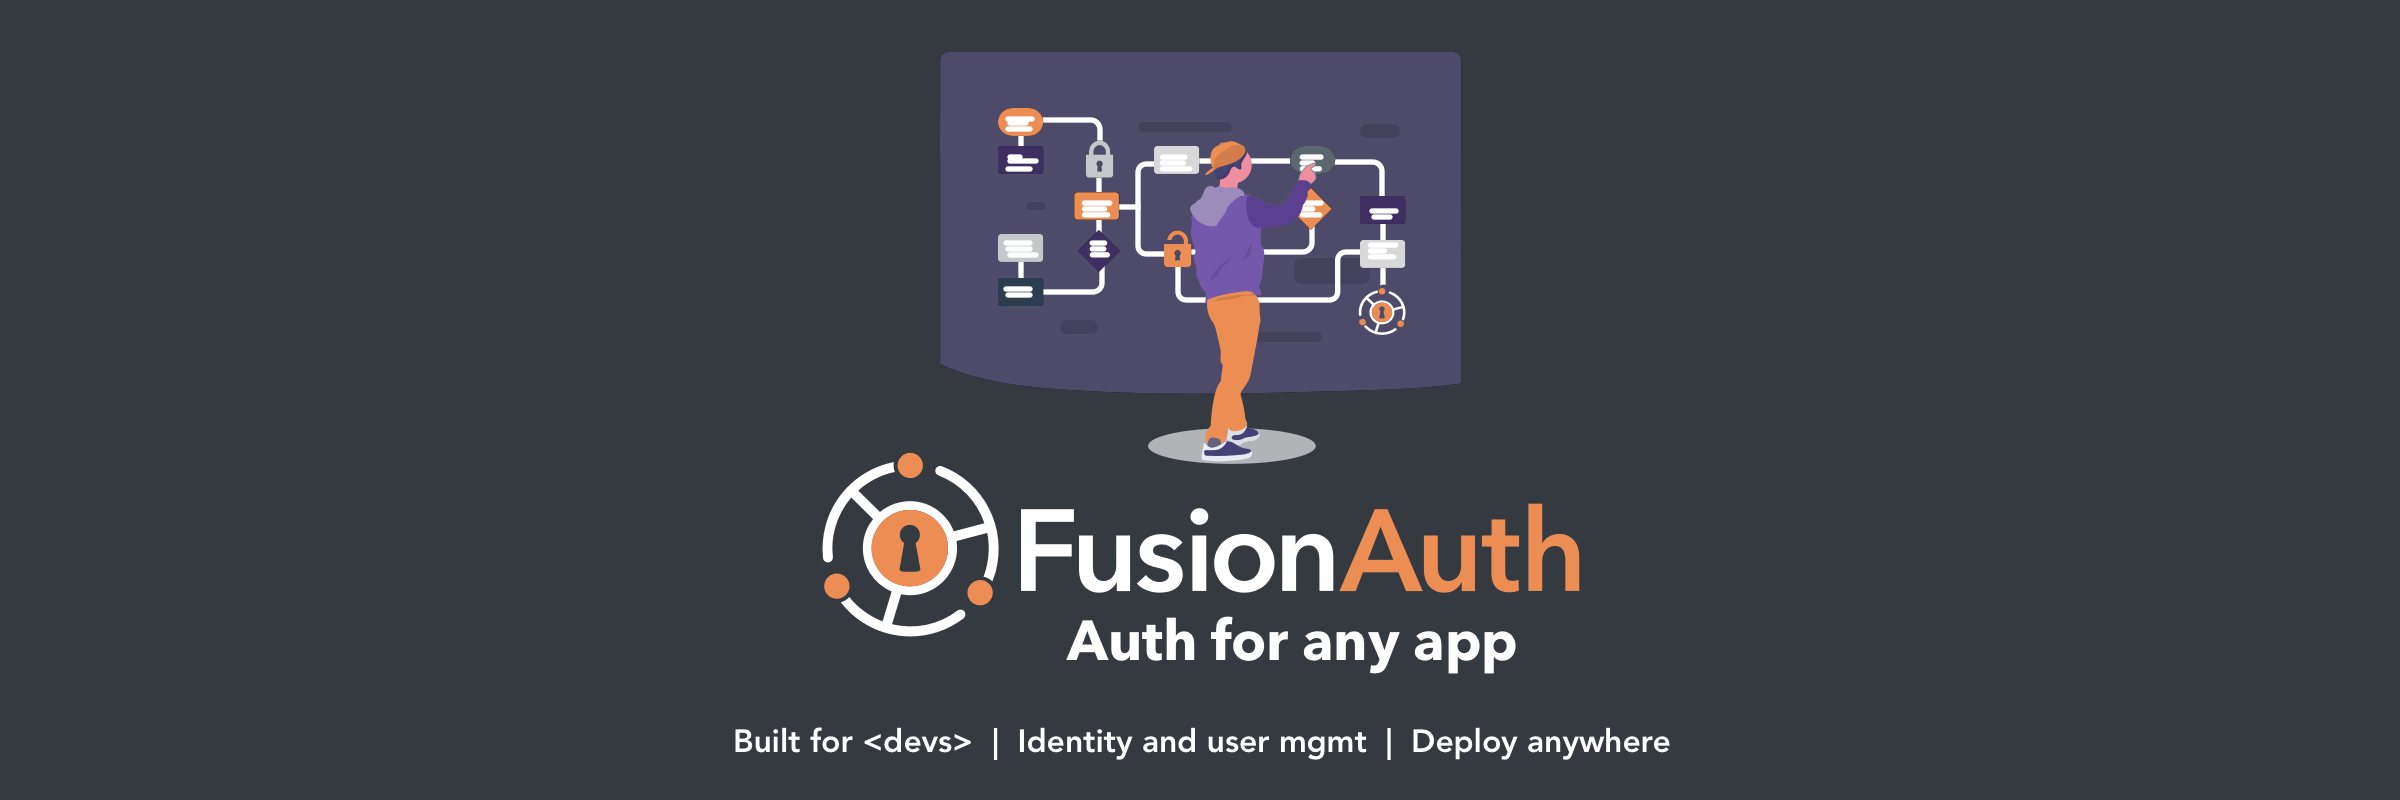 FusionAuth
Auth for any app
Built for <devs> | Identity and user mgmt | Deploy anywhere